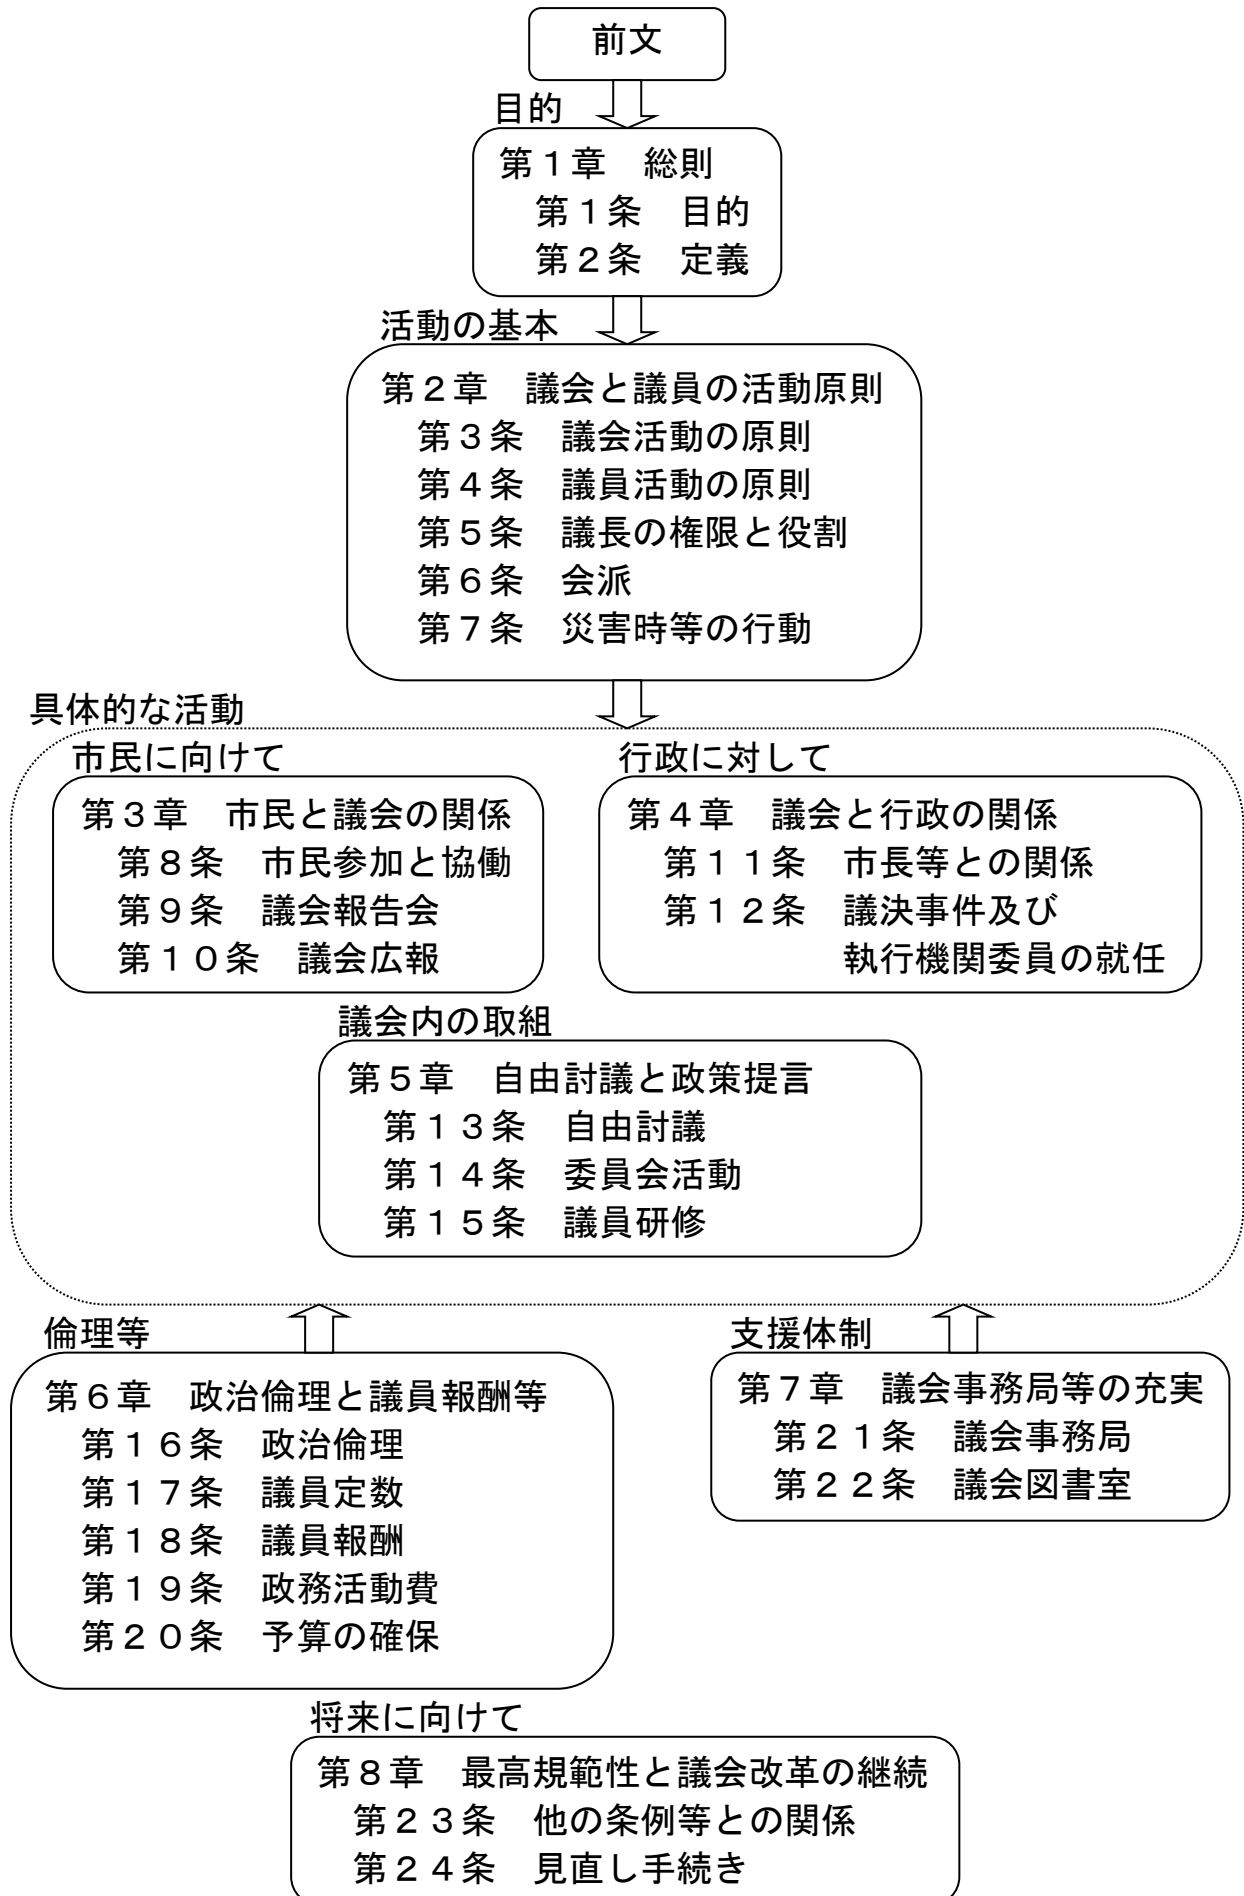 前文
目的
第１章　総則
第１条　目的
第２条　定義
活動の基本
第２章　議会と議員の活動原則
第３条　議会活動の原則
第４条　議員活動の原則
第５条　議長の権限と役割
第６条　会派
第７条　災害時等の行動
具体的な活動
市民に向けて
第３章　市民と議会の関係
第８条　市民参加と協働
第９条　議会報告会
第１０条　議会広報
行政に対して
第４章　議会と行政の関係
第１１条　市長等との関係
第１２条　議決事件及び
執行機関委員の就任
議会内の取組
第５章　自由討議と政策提言
第１３条　自由討議
第１４条　委員会活動
第１５条　議員研修
倫理等
第６章　政治倫理と議員報酬等
第１６条　政治倫理
第１７条　議員定数
第１８条　議員報酬
第１９条　政務活動費
第２０条　予算の確保
支援体制
第７章　議会事務局等の充実
第２１条　議会事務局
第２２条　議会図書室
将来に向けて
第８章　最高規範性と議会改革の継続
第２３条　他の条例等との関係
第２４条　見直し手続き